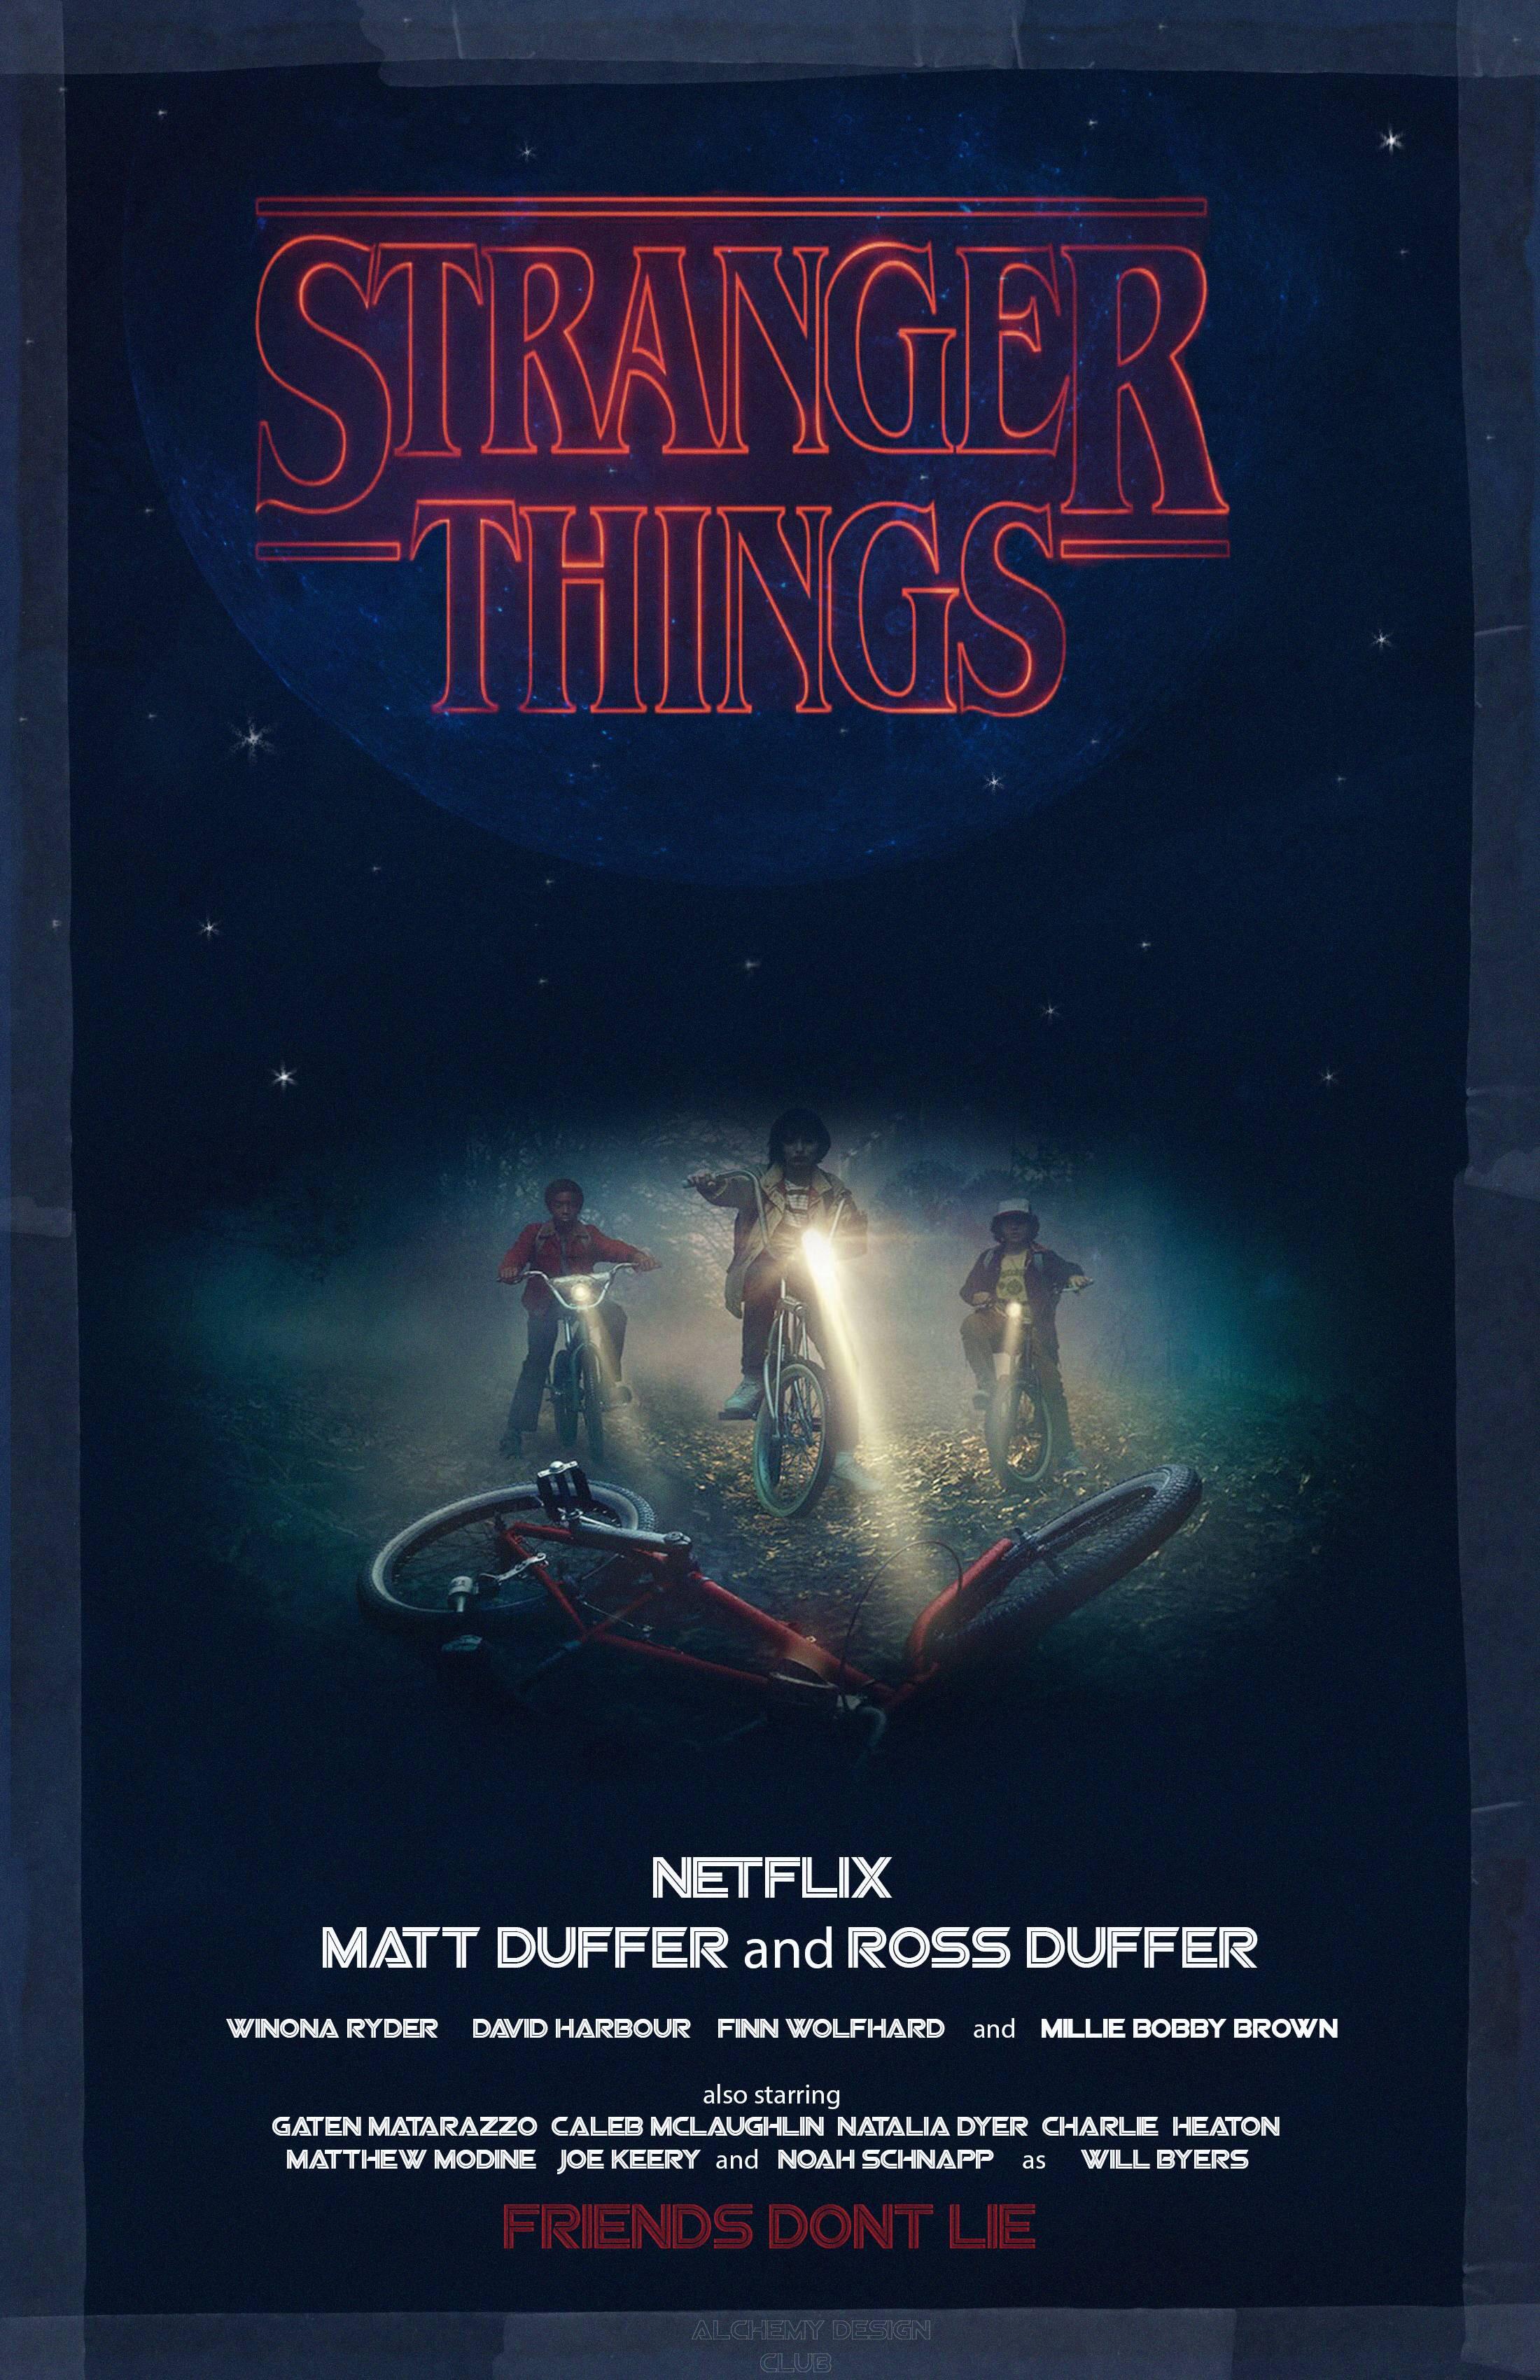 STRANGER
THINGS
NETFLIX
MATT DUFFER and ROSS DUFFER
WINONA RYDER DAVID HARBOUR FINN WOLFHARD and MILLIE BOBBY BROWN
also starring
GATEN MATARAZZO CALEB MCLAUGHLIN NATALIA DYER CHARLIE HEATON
MATTHEW MODINE JOE KEERY and NOAH SCHNAPP as WILL BYERS
FRIENDS DONT LIE
ALCHEMY DESIGN
CLUB